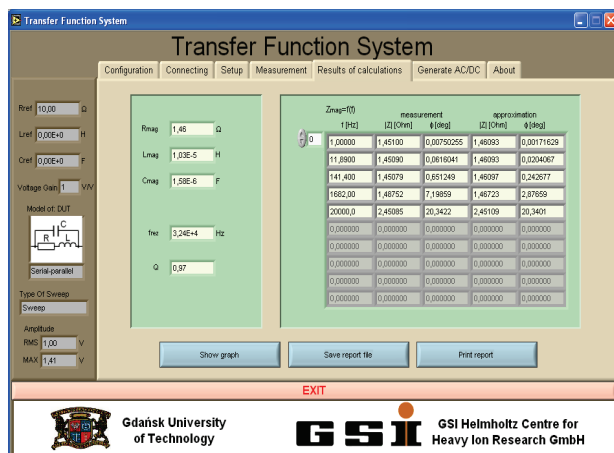 Transfer Function System
Transfer Function System
Configuration Connecting Setup Measurement Results of calculations Generate AC/DC About
Rref 10,00 Ω
Lref 0,00E+0 H
Cref 0,00E+0 F
Voltage Gain 1 V/V
Model of: DUT
C
R L
Serial-parallel
Type Of Sweep
Sweep
Amplitude
RMS 1,00 V
MAX 1,41 V
Rmag 1,46 Ω
Lmag 1,03E-5 H
Cmag 1,58E-6 F
frez 3,24E+4 Hz
Q 0,97
Zmag=f(f)
measurement approximation
f [Hz] |Z| [Ohm] ϕ [deg] |Z| [Ohm] ϕ [deg]
0 1,00000 1,45100 0,00750255 1,46093 0,00171629
11,8900 1,45090 0,0616041 1,46093 0,0204067
141,400 1,45079 0,651249 1,46097 0,242677
1682,00 1,48752 7,19859 1,46723 2,87659
20000,0 2,45085 20,3422 2,45109 20,3401
0,000000 0,000000 0,000000 0,000000 0,000000
0,000000 0,000000 0,000000 0,000000 0,000000
0,000000 0,000000 0,000000 0,000000 0,000000
0,000000 0,000000 0,000000 0,000000 0,000000
0,000000 0,000000 0,000000 0,000000 0,000000
Show graph Save report file Print report
EXIT
Gdańsk University
of Technology
GSI
GSI Helmholtz Centre for
Heavy Ion Research GmbH